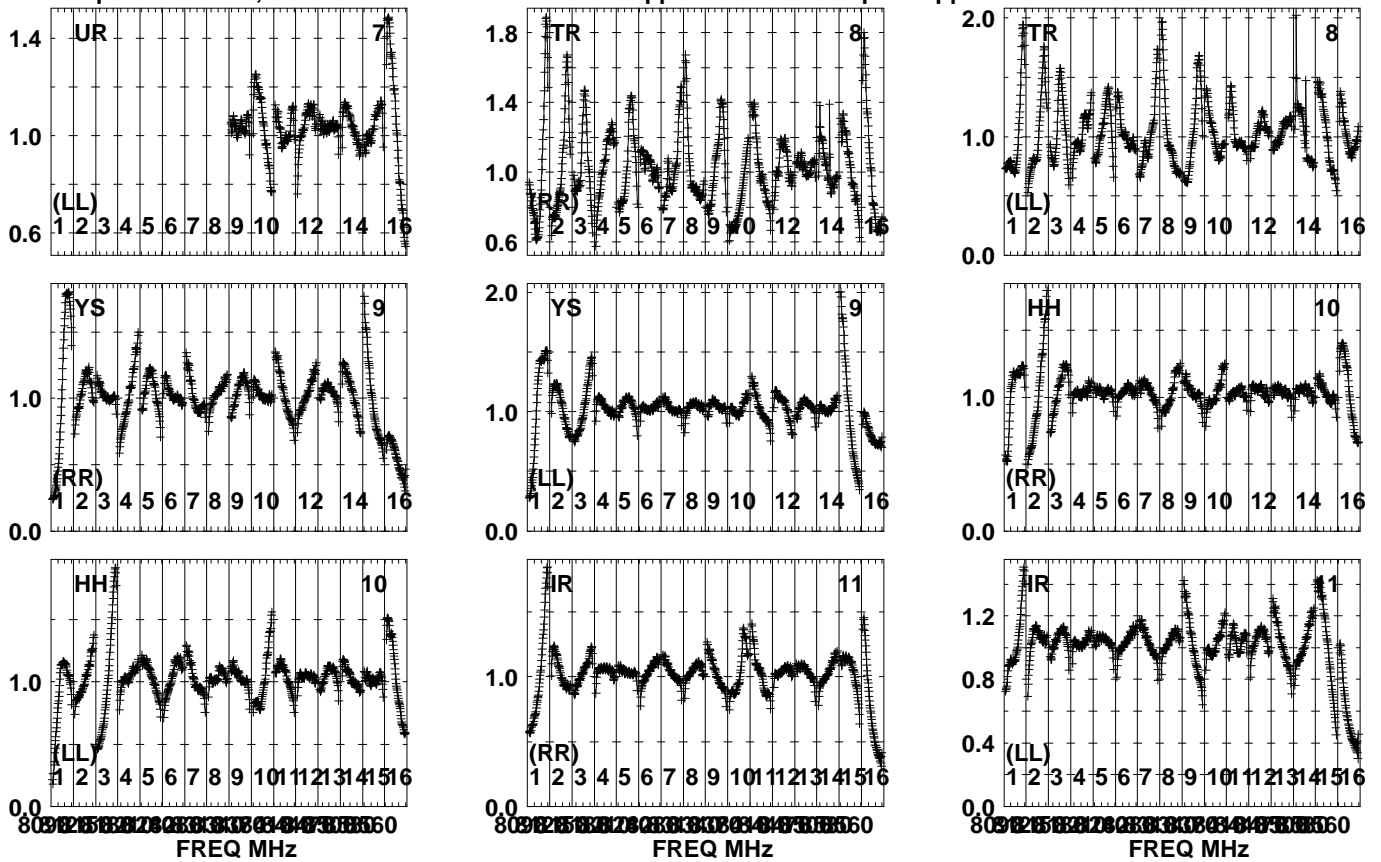 UR 7
1.4
1.0
0.6
(LL)
1 2 3 4 5 6 7 8 9 10 12 14 16
TR 8
1.8
1.4
1.0
0.6
(RR)
1 2 3 4 5 6 7 8 9 10 12 14 16
TR 8
2.0
1.0
0.0
(LL)
1 2 3 4 5 6 7 8 9 10 12 14 16
YS 9
1.0
0.0
(RR)
1 2 3 4 5 6 7 8 9 10 12 14 16
YS 9
2.0
1.0
0.0
(LL)
1 2 3 4 5 6 7 8 9 10 12 14 16
HH 10
1.0
0.0
(RR)
1 2 3 4 5 6 7 8 9 10 12 14 16
HH 10
1.0
0.0
(LL)
1 2 3 4 5 6 7 8 9 10 11 12 13 14 15 16
FREQ MHz
IR 11
1.0
0.0
(RR)
1 2 3 4 5 6 7 8 9 10 11 12 13 14 15 16
FREQ MHz
IR 11
1.2
0.8
0.4
0.0
(LL)
1 2 3 4 5 6 7 8 9 10 11 12 13 14 15 16
FREQ MHz